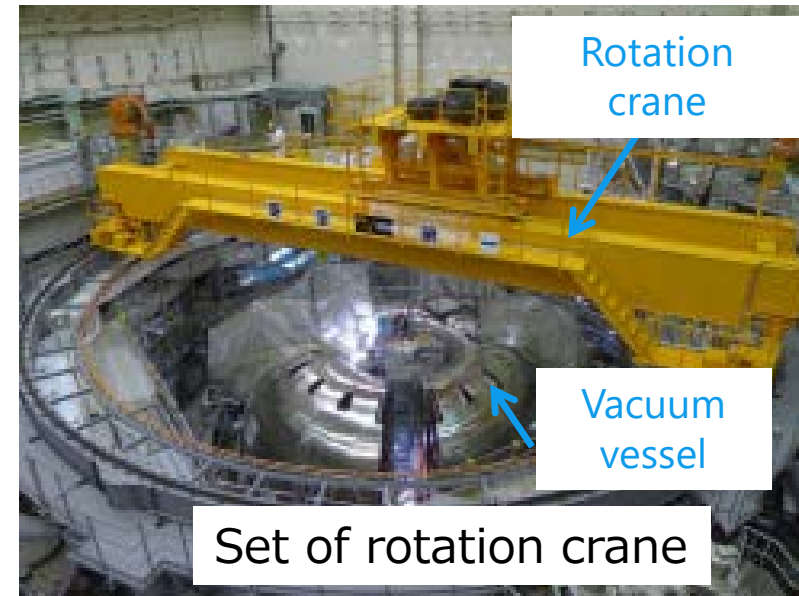 Rotation
crane
Vacuum
vessel
Set of rotation crane